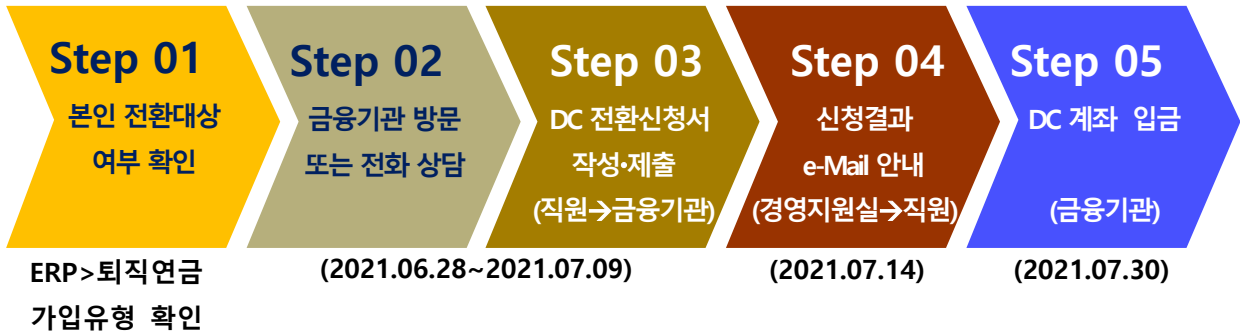 Step 01
본인 전환대상
여부 확인
Step 02
금융기관 방문
또는 전화 상담
Step 03
DC 전환신청서
작성•제출
(직원→금융기관)
Step 04
신청결과
e-Mail 안내
(경영지원실→직원)
Step 05
DC 계좌 입금
(금융기관)
ERP>퇴직연금
가입유형 확인
(2021.06.28~2021.07.09)
(2021.07.14)
(2021.07.30)